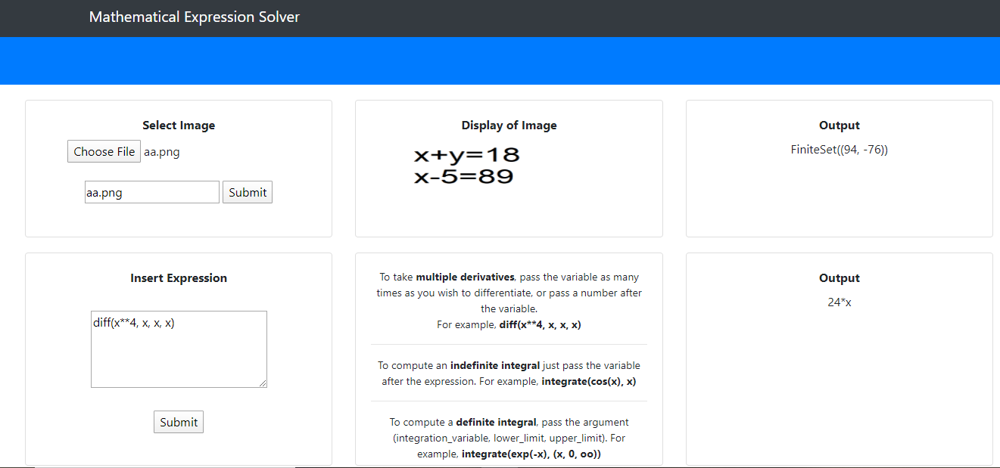 Mathematical Expression Solver
Select Image
Choose File aa.png
aa.png Submit
Display of Image
x+y=18
x-5=89
Output
FiniteSet((94, -76))
Insert Expression
diff(x**4, x, x, x)
Submit
To take multiple derivatives, pass the variable as many
times as you wish to differentiate, or pass a number after
the variable.
For example, diff(x**4, x, x, x)
To compute an indefinite integral just pass the variable
after the expression. For example, integrate(cos(x), x)
To compute a definite integral, pass the argument
(integration_variable, lower_limit, upper_limit). For
example, integrate(exp(-x), (x, 0, oo))
Output
24*x